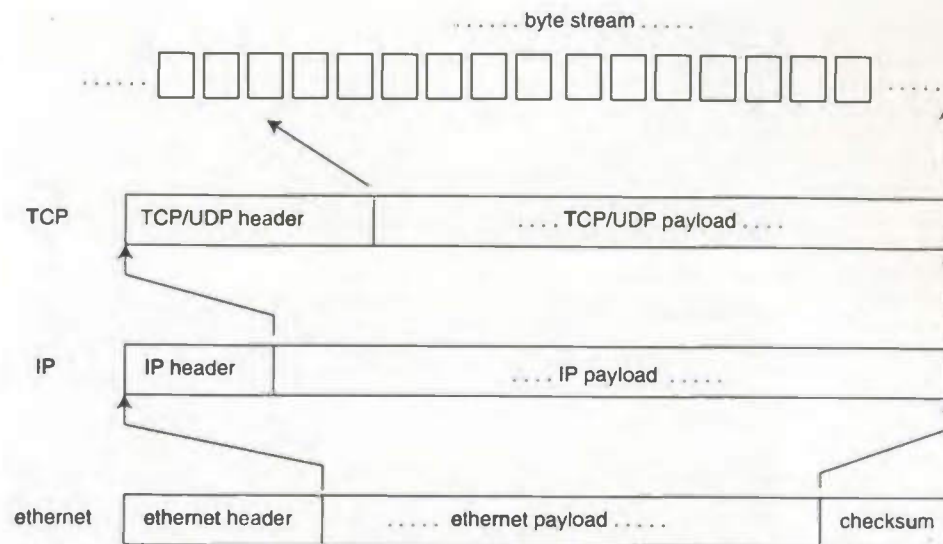 . . . . . . byte stream . . . . .
. . . . . . . . . . . .
TCP TCP/UDP header . . . . TCP/UDP payload . . . .
IP IP header . . . . IP payload . . . . .
ethernet ethernet header . . . . . ethernet payload . . . . . checksum